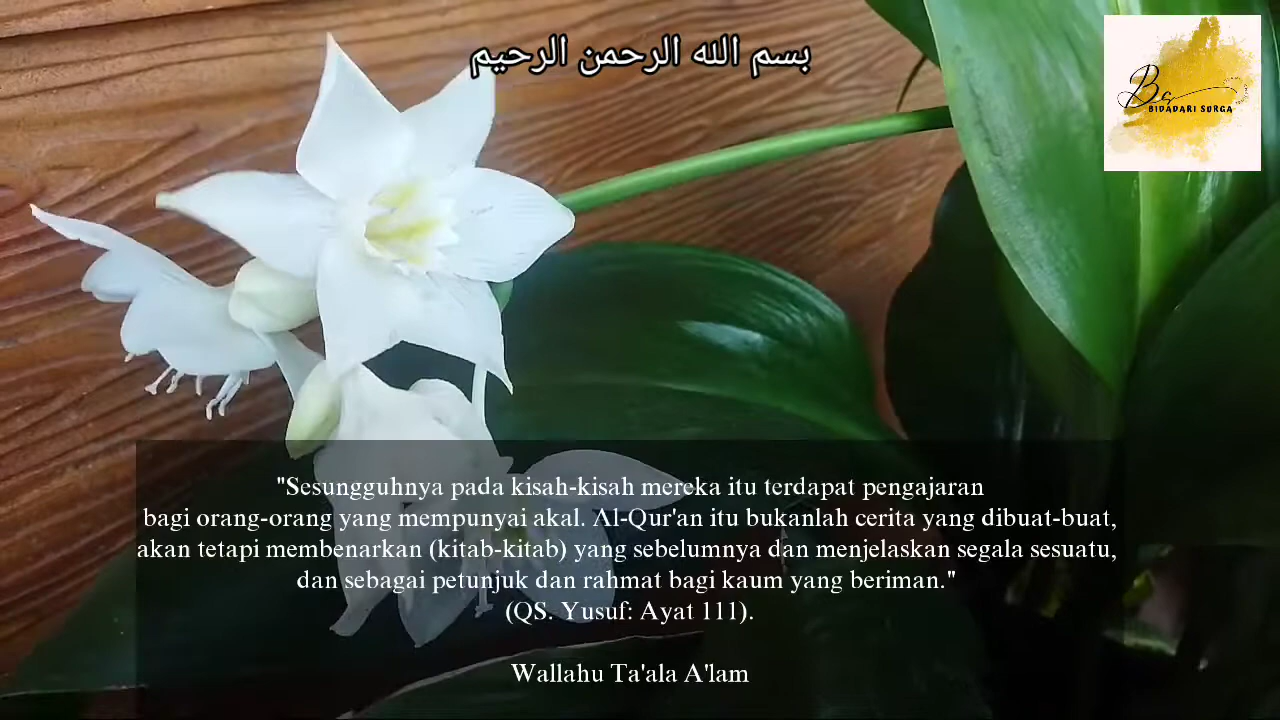 بسم الله الرحمن الرحيم
Bs
BIDADARI SURGA
"Sesungguhnya pada kisah-kisah mereka itu terdapat pengajaran
bagi orang-orang yang mempunyai akal. Al-Qur'an itu bukanlah cerita yang dibuat-buat,
akan tetapi membenarkan (kitab-kitab) yang sebelumnya dan menjelaskan segala sesuatu,
dan sebagai petunjuk dan rahmat bagi kaum yang beriman."
(QS. Yusuf: Ayat 111).
Wallahu Ta'ala A'lam